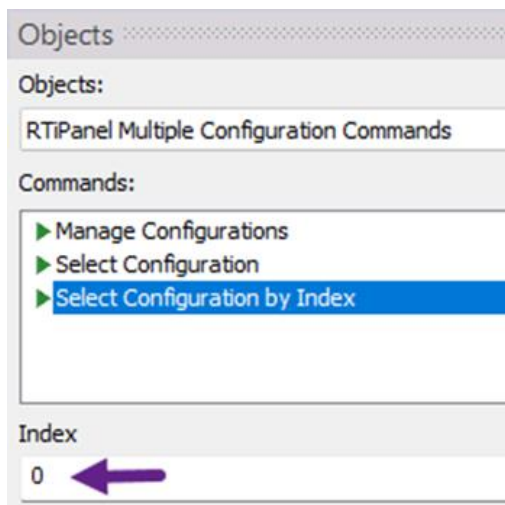 Objects
Objects:
RTiPanel Multiple Configuration Commands
Commands:
Manage Configurations
Select Configuration
Select Configuration by Index
Index
0